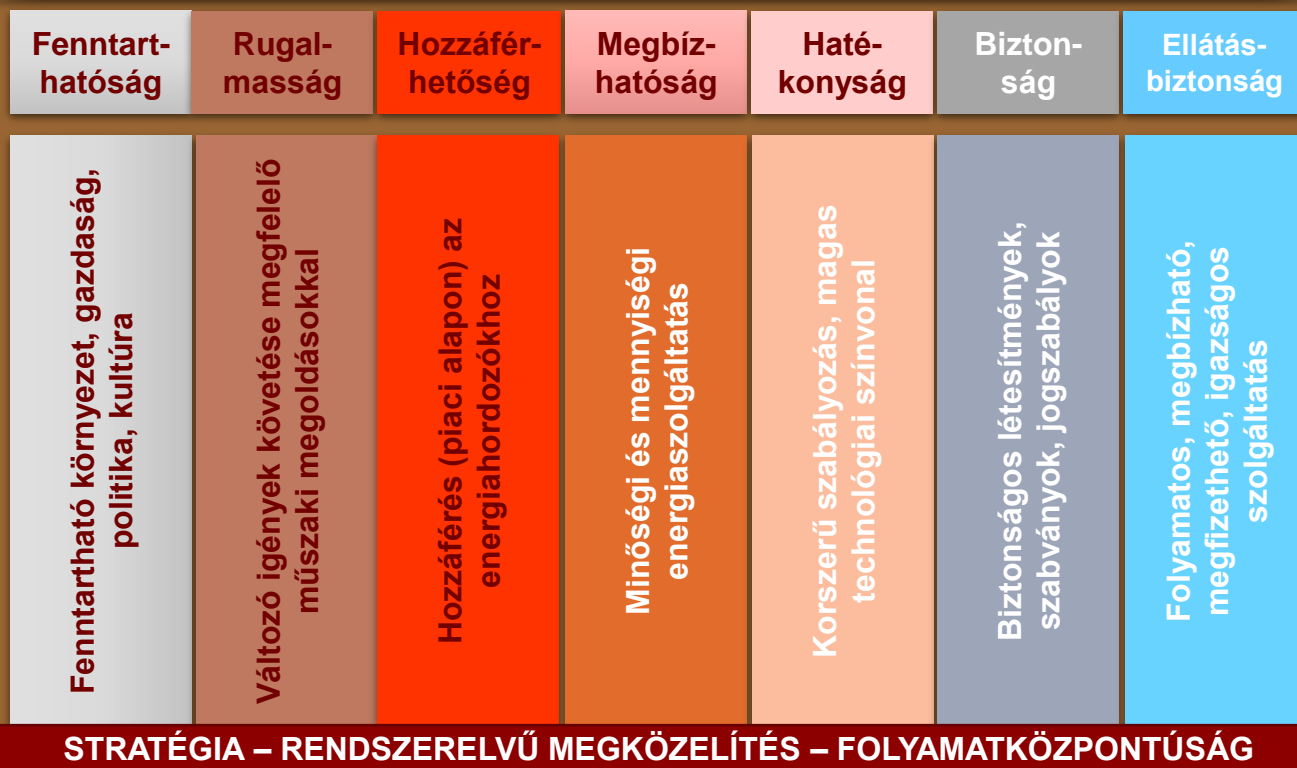 Fenntart-
hatóság
Rugal-
masság
Hozzáfér-
hetőség
Megbíz-
hatóság
Haté-
konyság
Bizton-
ság
Ellátás-
biztonság
Fenntartható környezet, gazdaság,
politika, kultúra
Változó igények követése megfelelő
műszaki megoldásokkal
Hozzáférés (piaci alapon) az
energiahordozókhoz
Minőségi és mennyiségi
energiaszolgáltatás
Korszerű szabályozás, magas
technológiai színvonal
Biztonságos létesítmények,
szabványok, jogszabályok
Folyamatos, megbízható,
megfizethető, igazságos
szolgáltatás
STRATÉGIA – RENDSZERELVŰ MEGKÖZELÍTÉS – FOLYAMATKÖZPONTÚSÁG